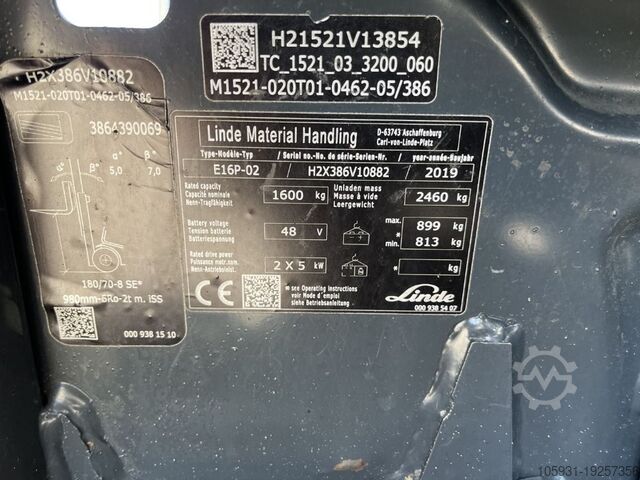 H21521V13854
TC_1521_03_3200_060
M1521-020T01-0462-05/386
H2X386V10882
M1521-020T01-0462-05/386
3864390069
α° β° α° β°
5,0 5,0 7,0
180/70-8 SE*
980mm-6Ro-2t m. ISS
000 938 15 10
Linde Material Handling
D-63743 Aschaffenburg
Carl-von-Linde-Platz
Type-Modèle-Typ / Serial no.-No. de série-Serien-Nr. / year-année-Baujahr
E16P-02 / H2X386V10882 / 2019
Rated capacity
Capacité nominale
Nenn-Tragfähigkeit
1600 kg
Unladen mass
Masse à vide
Leergewicht
2460 kg
Battery voltage
Tension batterie
Batteriespannung
48 V
max.
* min.
899 kg
813 kg
Rated drive power
Puissance motr.nom.
Nenn-Antriebsleist.
2 X 5 kW
* kg
CE
* see Operating Instructions
voir Mode d'emploi
siehe Betriebsanleitung
Linde
000 938 54 07
105931-19257356